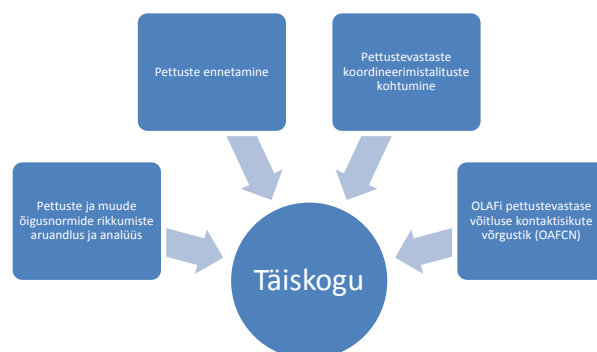 Pettuste ennetamine
Pettustevastaste
koordineerimistalituste
kohtumine
Pettuste ja muude
õigusnormide rikkumiste
aruandlus ja analüüs
OLAFi pettustevastase
võitluse kontaktisikute
võrgustik (OAFCN)
Täiskogu